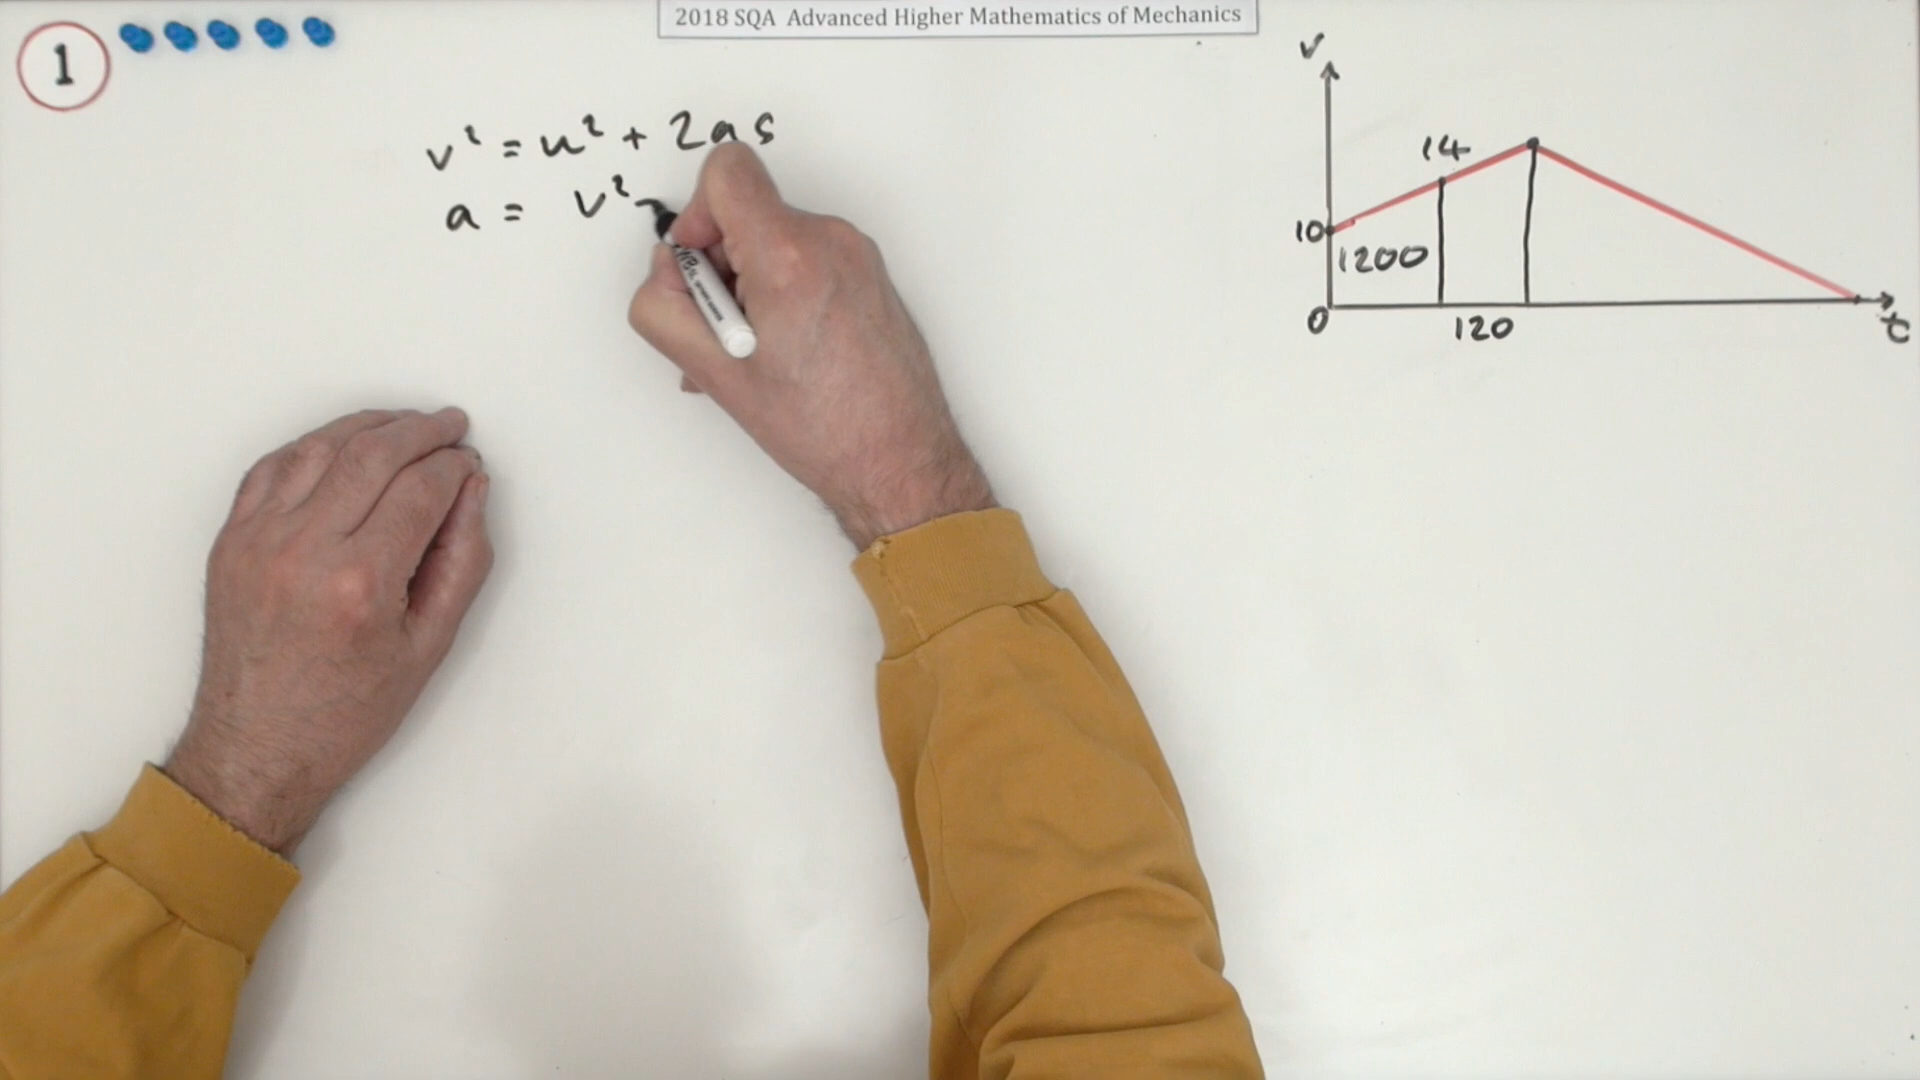 2018 SQA Advanced Higher Mathematics of Mechanics
1
v² = u² + 2as
a = v² -
v
14
10
1200
0
120
t